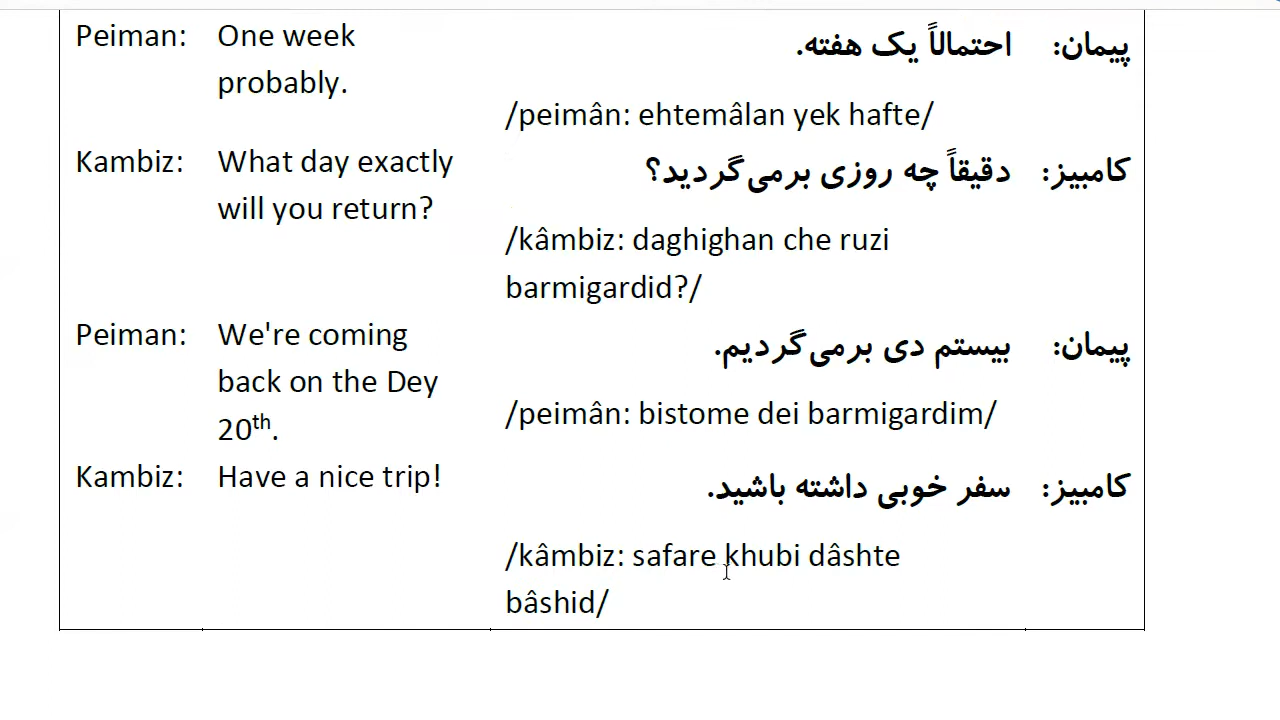 Peiman: One week
probably.
پیمان: احتمالاً یک هفته.
/peimân: ehtemâlan yek hafte/
Kambiz: What day exactly
will you return?
کامبیز: دقیقاً چه روزی برمی‌گردید؟
/kâmbiz: daghighan che ruzi
barmigardid?/
Peiman: We're coming
back on the Dey
20th.
پیمان: بیستم دی برمی‌گردیم.
/peimân: bistome dei barmigardim/
Kambiz: Have a nice trip!
کامبیز: سفر خوبی داشته باشید.
/kâmbiz: safare khubi dâshte
bâshid/